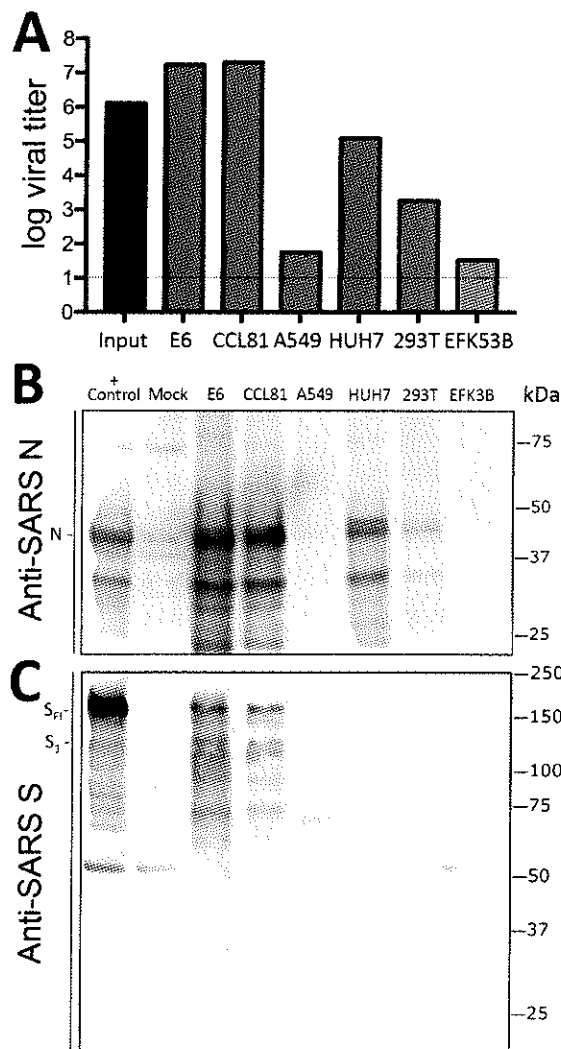 A
log viral titer
8
7
6
5
4
3
2
1
0
Input E6 CCL81 A549 HUH7 293T EFK53B
B
+
Control Mock E6 CCL81 A549 HUH7 293T EFK3B kDa
Anti-SARS N
N -
-75
-50
-37
-25
C
Anti-SARS S
SFl-
S1 -
-250
-150
-100
-75
-50
-37
-25